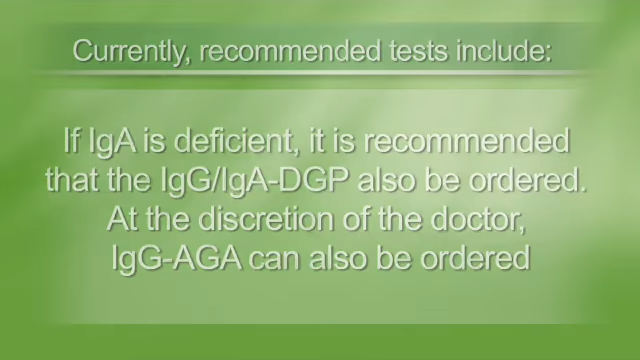 Currently, recommended tests include:
If IgA is deficient, it is recommended
that the IgG/IgA-DGP also be ordered.
At the discretion of the doctor,
IgG-AGA can also be ordered